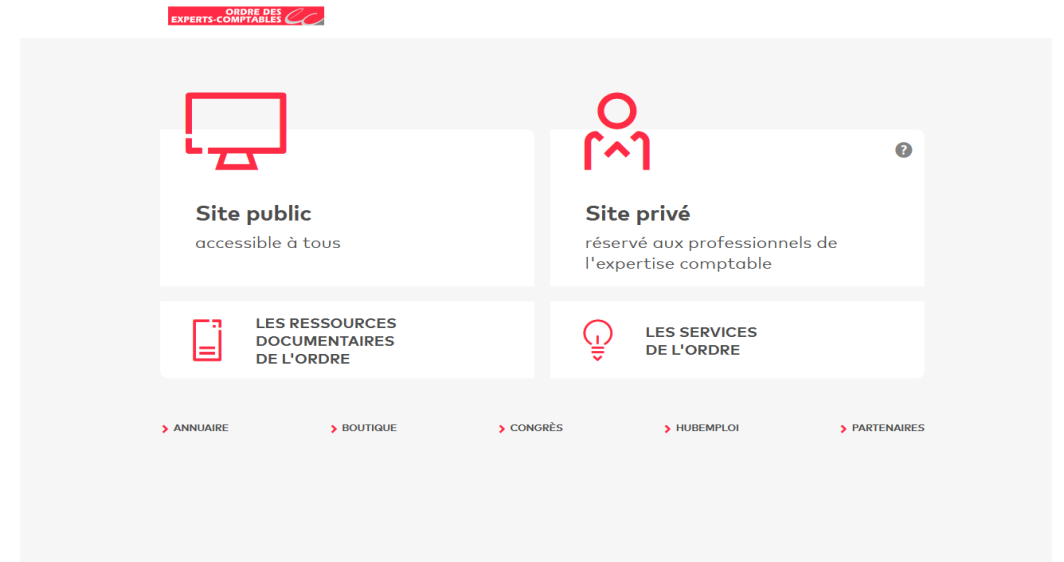 ORDRE DES
EXPERTS-COMPTABLES
?
Site public
accessible à tous
Site privé
réservé aux professionnels de
l'expertise comptable
LES RESSOURCES
DOCUMENTAIRES
DE L'ORDRE
LES SERVICES
DE L'ORDRE
ANNUAIRE
BOUTIQUE
CONGRÈS
HUBEMPLOI
PARTENAIRES